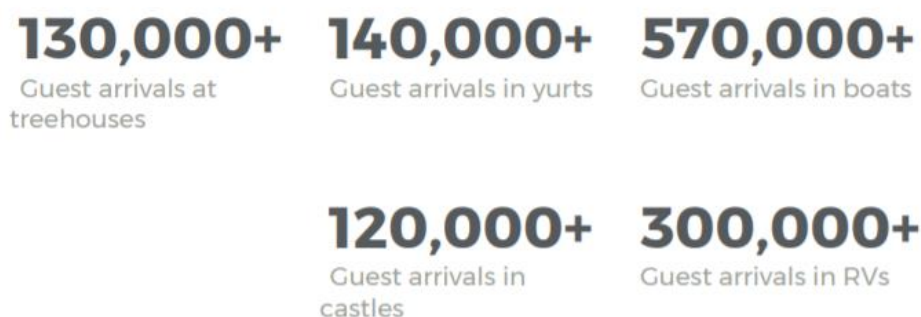 130,000+
Guest arrivals at
treehouses
140,000+
Guest arrivals in yurts
570,000+
Guest arrivals in boats
120,000+
Guest arrivals in
castles
300,000+
Guest arrivals in RVs